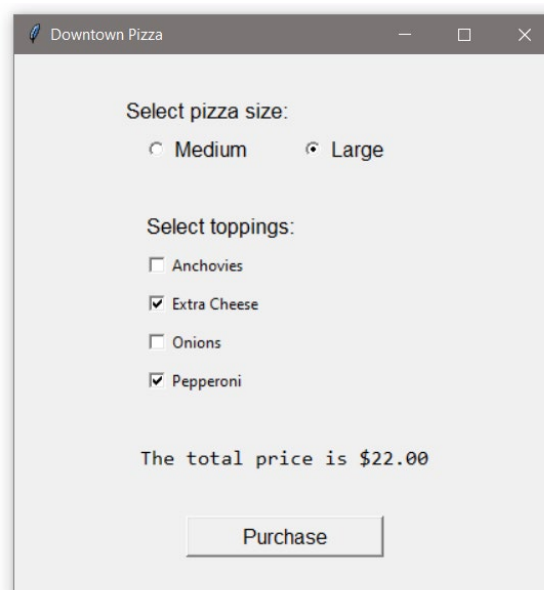 Downtown Pizza
Select pizza size:
Medium Large
Select toppings:
Anchovies
Extra Cheese
Onions
Pepperoni
The total price is $22.00
Purchase